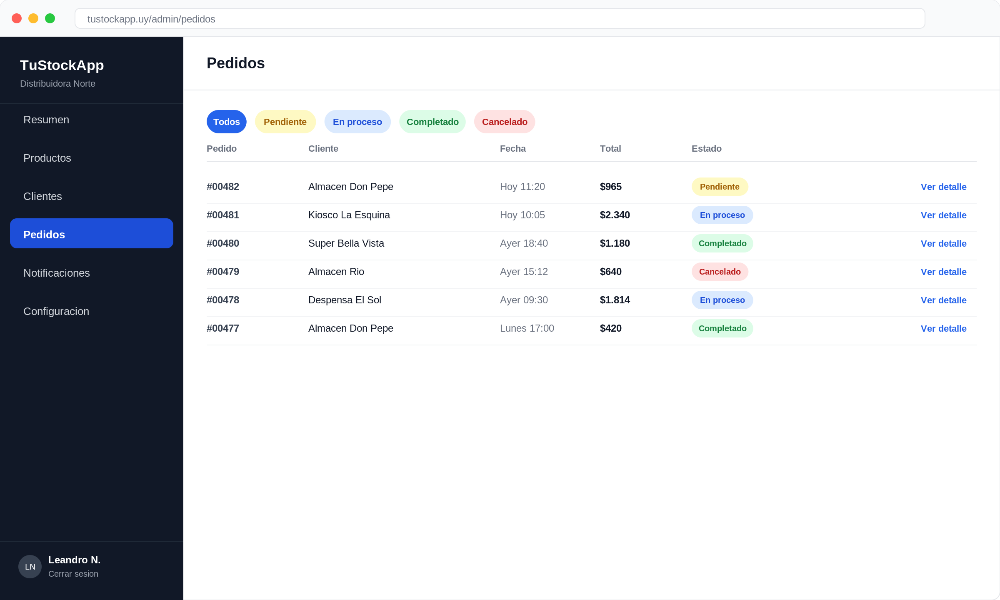 tustockapp.uy/admin/pedidos
TuStockApp
Distribuidora Norte
Resumen
Productos
Clientes
Pedidos
Notificaciones
Configuracion
LN
Leandro N.
Cerrar sesion
Pedidos
Todos Pendiente En proceso Completado Cancelado
Pedido Cliente Fecha Total Estado
#00482 Almacen Don Pepe Hoy 11:20 $965 Pendiente Ver detalle
#00481 Kiosco La Esquina Hoy 10:05 $2.340 En proceso Ver detalle
#00480 Super Bella Vista Ayer 18:40 $1.180 Completado Ver detalle
#00479 Almacen Rio Ayer 15:12 $640 Cancelado Ver detalle
#00478 Despensa El Sol Ayer 09:30 $1.814 En proceso Ver detalle
#00477 Almacen Don Pepe Lunes 17:00 $420 Completado Ver detalle